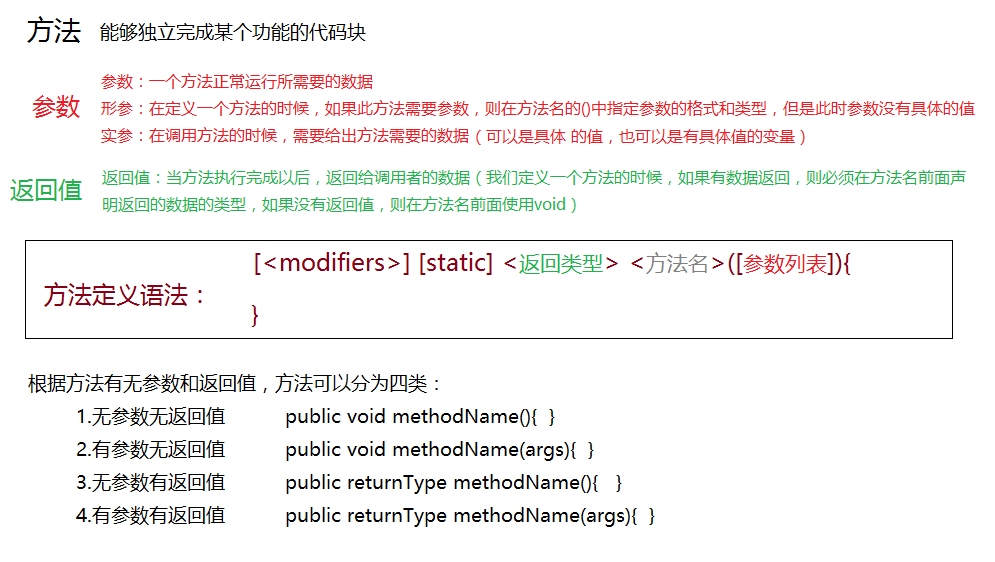 方法 能够独立完成某个功能的代码块
参数：一个方法正常运行所需要的数据
参数 形参：在定义一个方法的时候，如果此方法需要参数，则在方法名的()中指定参数的格式和类型，但是此时参数没有具体的值
实参：在调用方法的时候，需要给出方法需要的数据（可以是具体 的值，也可以是有具体值的变量）
返回值 返回值：当方法执行完成以后，返回给调用者的数据（我们定义一个方法的时候，如果有数据返回，则必须在方法名前面声
明返回的数据的类型，如果没有返回值，则在方法名前面使用void）
[<modifiers>] [static] <返回类型> <方法名>([参数列表]){
方法定义语法：
}
根据方法有无参数和返回值，方法可以分为四类：
1.无参数无返回值 public void methodName(){ }
2.有参数无返回值 public void methodName(args){ }
3.无参数有返回值 public returnType methodName(){ }
4.有参数有返回值 public returnType methodName(args){ }